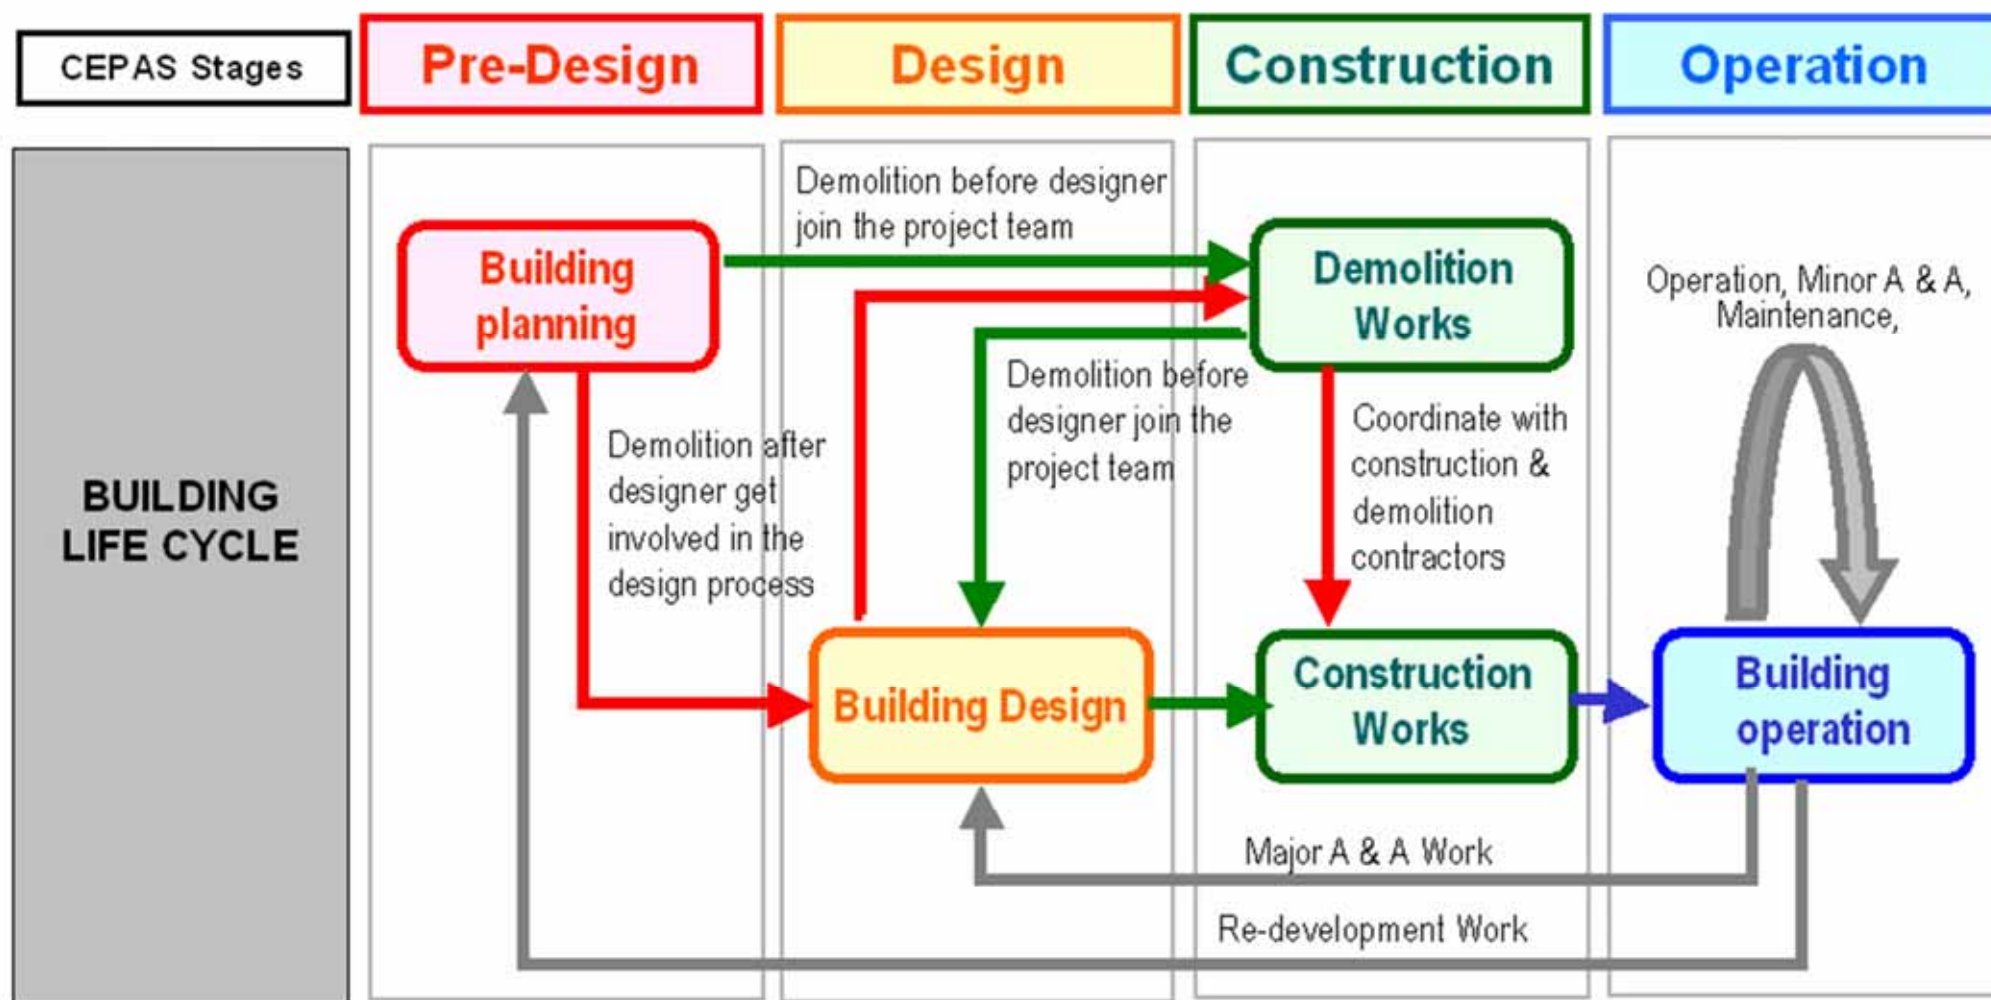 CEPAS Stages
Pre-Design
Design
Construction
Operation
BUILDING
LIFE CYCLE
Building
planning
Demolition before designer
join the project team
Demolition
Works
Operation, Minor A & A,
Maintenance,
Demolition after
designer get
involved in the
design process
Demolition before
designer join the
project team
Coordinate with
construction &
demolition
contractors
Building Design
Construction
Works
Building
operation
Major A & A Work
Re-development Work